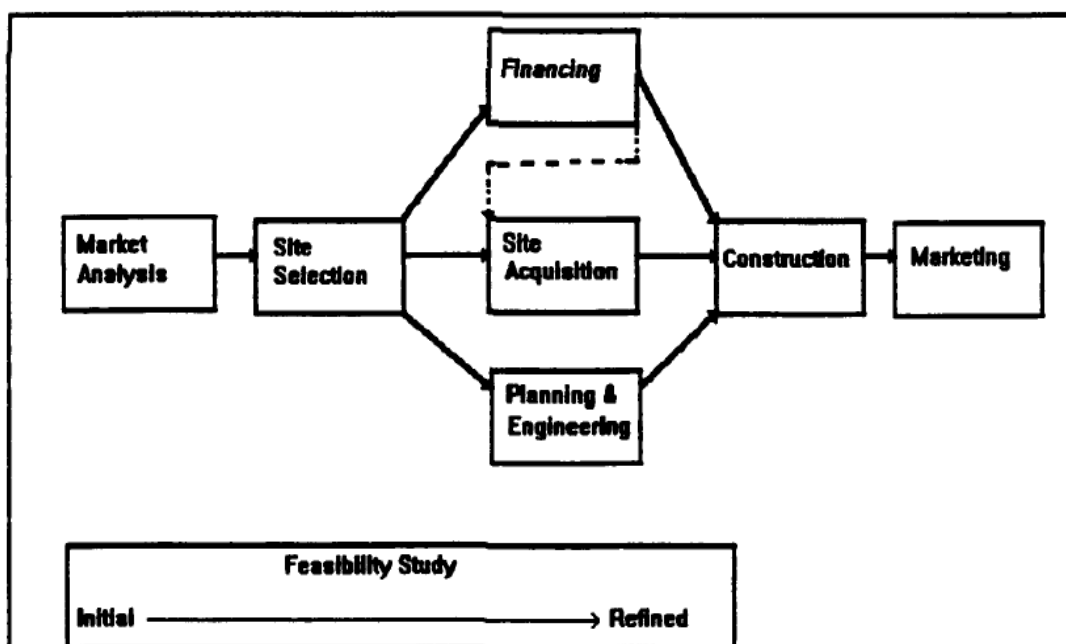 Financing
Market
Analysis
Site
Selection
Site
Acquisition
Construction
Marketing
Planning &
Engineering
Feasibility Study
Initial
Refined